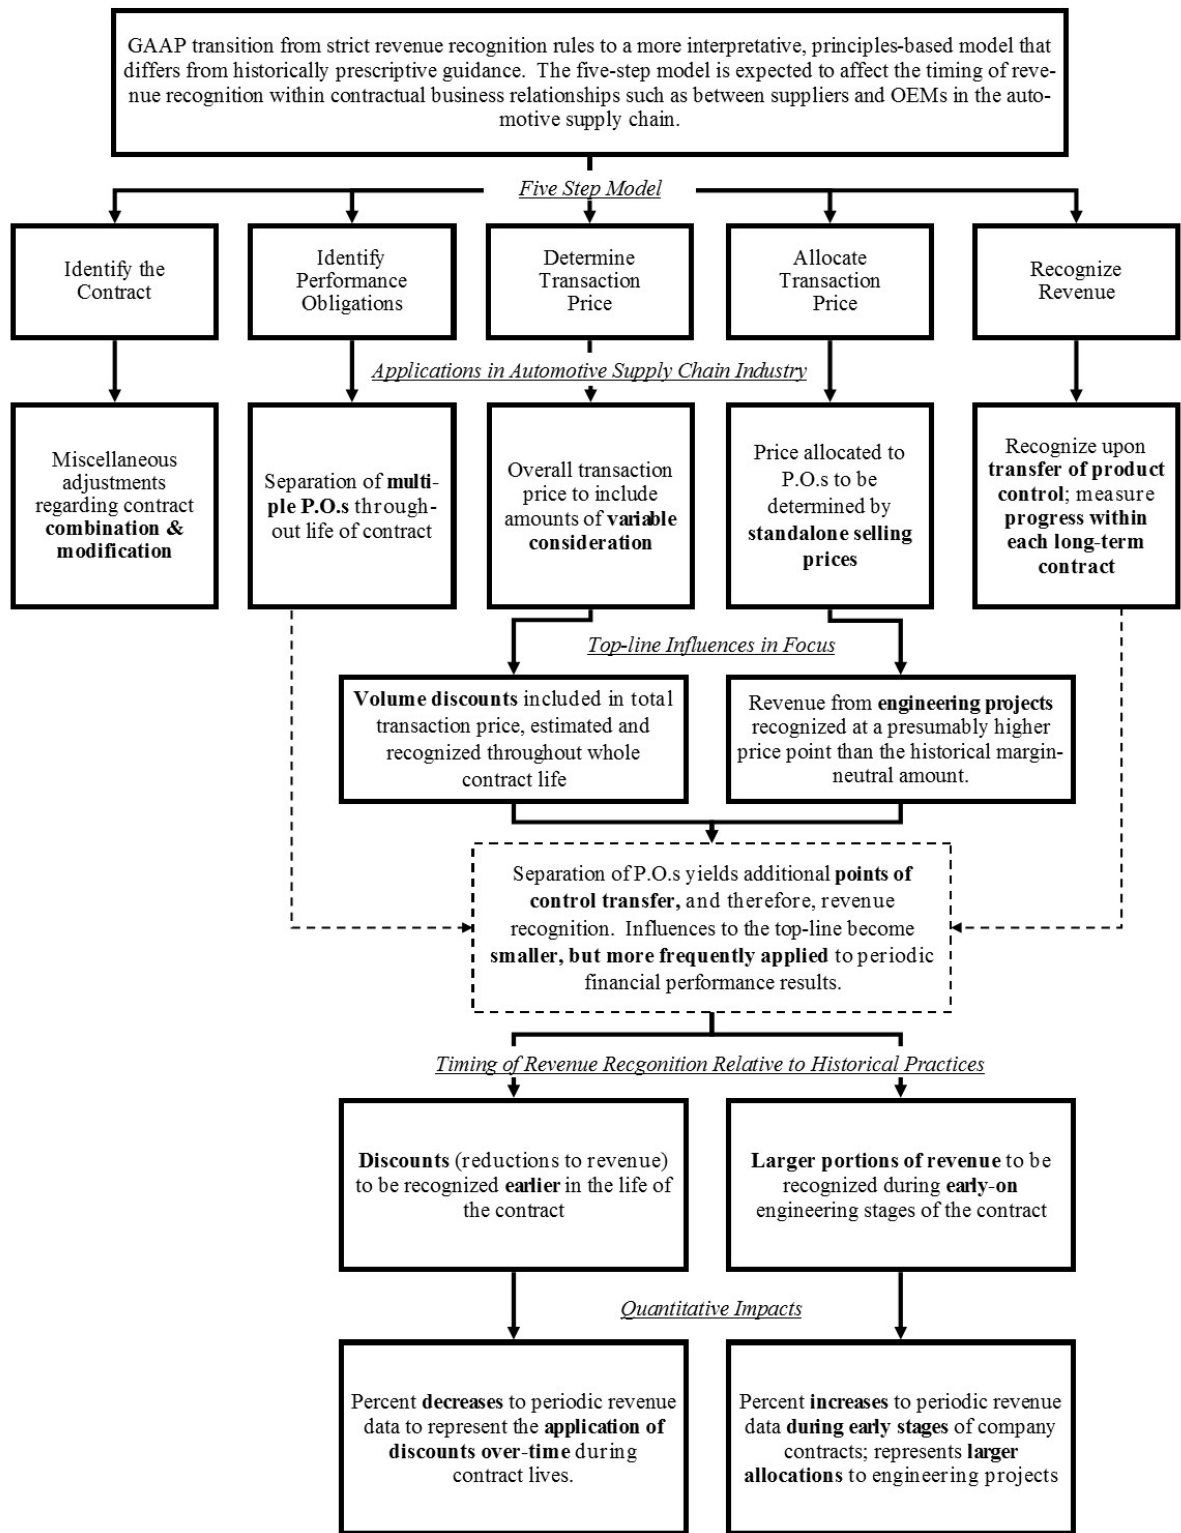 GAAP transition from strict revenue recognition rules to a more interpretative, principles-based model that
differs from historically prescriptive guidance. The five-step model is expected to affect the timing of reve-
nue recognition within contractual business relationships such as between suppliers and OEMs in the auto-
motive supply chain.
Five Step Model
Identify the
Contract
Identify
Performance
Obligations
Determine
Transaction
Price
Allocate
Transaction
Price
Recognize
Revenue
Applications in Automotive Supply Chain Industry
Miscellaneous
adjustments
regarding contract
combination &
modification
Separation of multi-
ple P.O.s through-
out life of contract
Overall transaction
price to include
amounts of variable
consideration
Price allocated to
P.O.s to be
determined by
standalone selling
prices
Recognize upon
transfer of product
control; measure
progress within
each long-term
contract
Top-line Influences in Focus
Volume discounts included in total
transaction price, estimated and
recognized throughout whole
contract life
Revenue from engineering projects
recognized at a presumably higher
price point than the historical margin-
neutral amount.
Separation of P.O.s yields additional points of
control transfer, and therefore, revenue
recognition. Influences to the top-line become
smaller, but more frequently applied to periodic
financial performance results.
Timing of Revenue Recgonition Relative to Historical Practices
Discounts (reductions to revenue)
to be recognized earlier in the life of
the contract
Larger portions of revenue to be
recognized during early-on
engineering stages of the contract
Quantitative Impacts
Percent decreases to periodic revenue
data to represent the application of
discounts over-time during
contract lives.
Percent increases to periodic revenue
data during early stages of company
contracts; represents larger
allocations to engineering projects